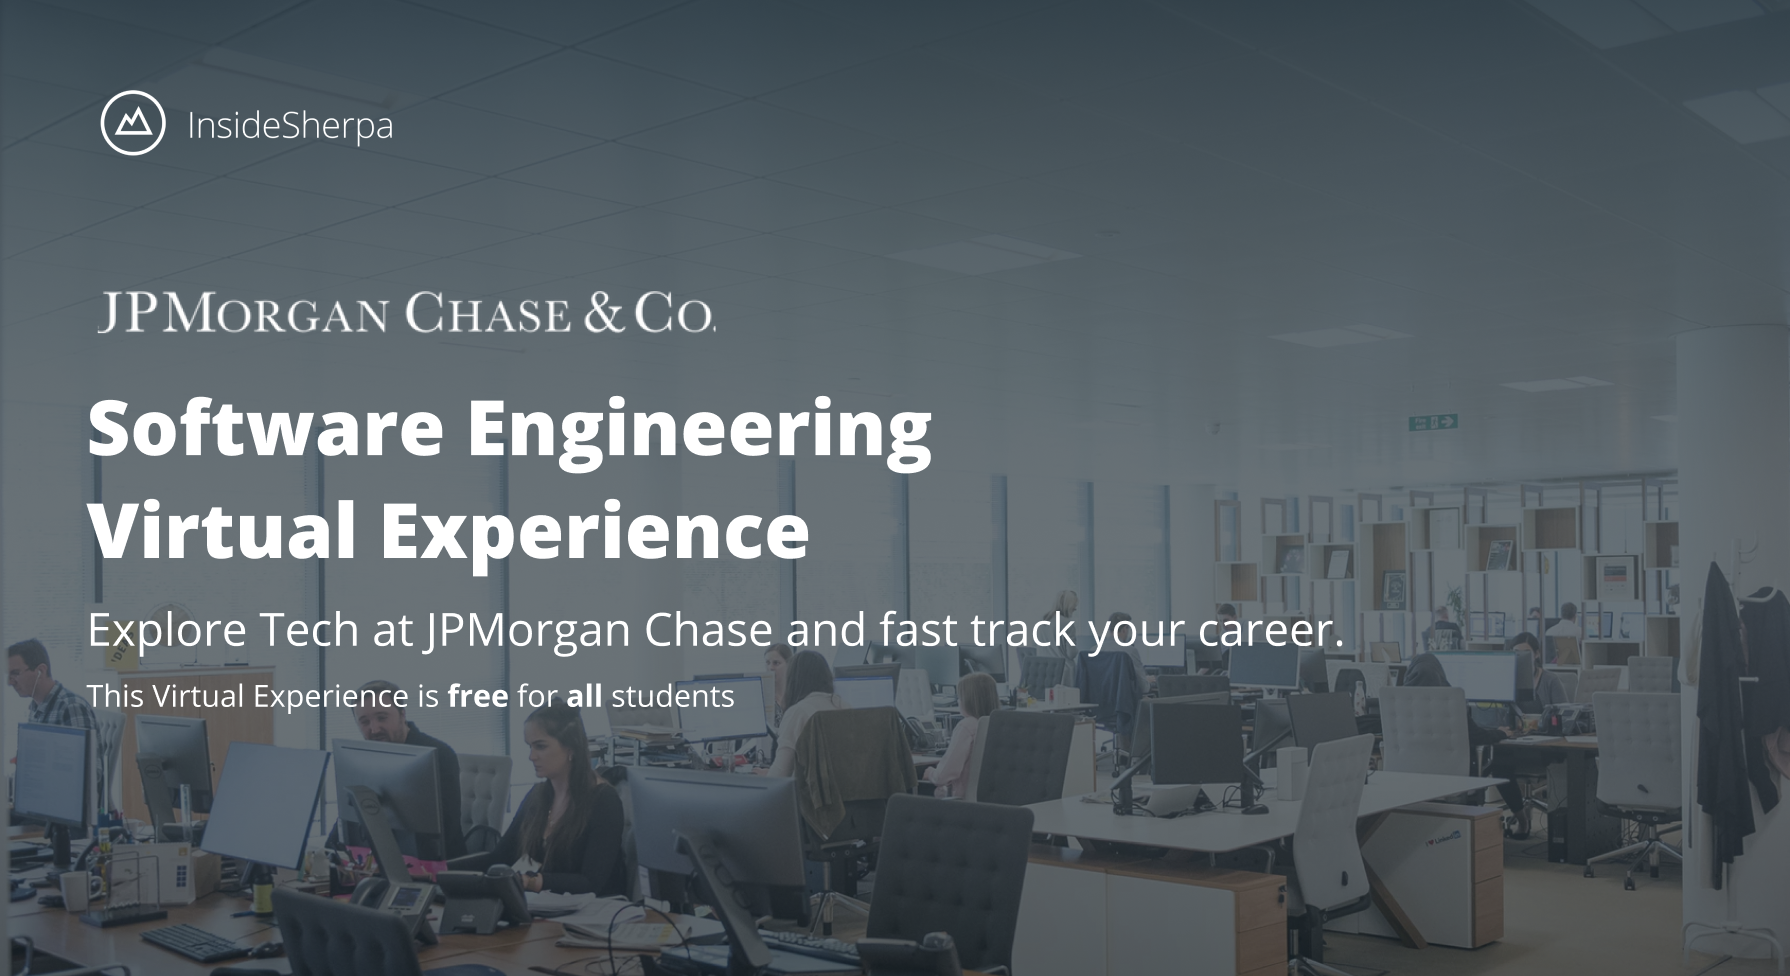 InsideSherpa
JPMORGAN CHASE & CO.
Software Engineering
Virtual Experience
Explore Tech at JPMorgan Chase and fast track your career.
This Virtual Experience is free for all students